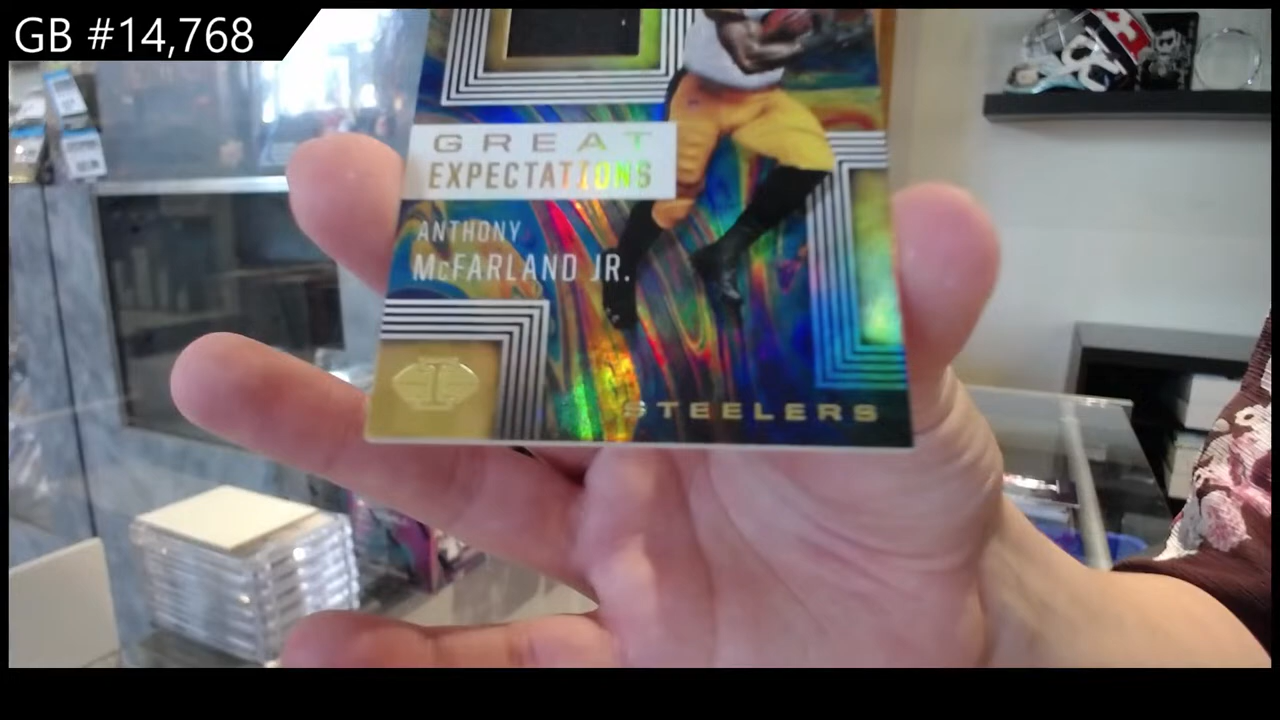 GB #14,768
GREAT
EXPECTATIONS
ANTHONY
McFARLAND JR.
STEELERS